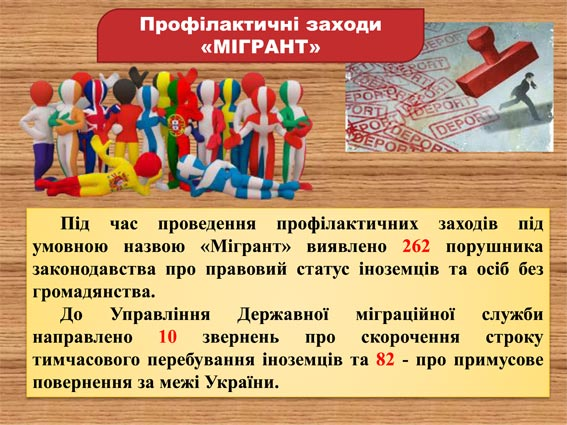 Профілактичні заходи
«МІГРАНТ»
DEPORT
DEPORT
DEPORT
DEPORT
Під час проведення профілактичних заходів під
умовною назвою «Мігрант» виявлено 262 порушника
законодавства про правовий статус іноземців та осіб без
громадянства.
До Управління Державної міграційної служби
направлено 10 звернень про скорочення строку
тимчасового перебування іноземців та 82 - про примусове
повернення за межі України.